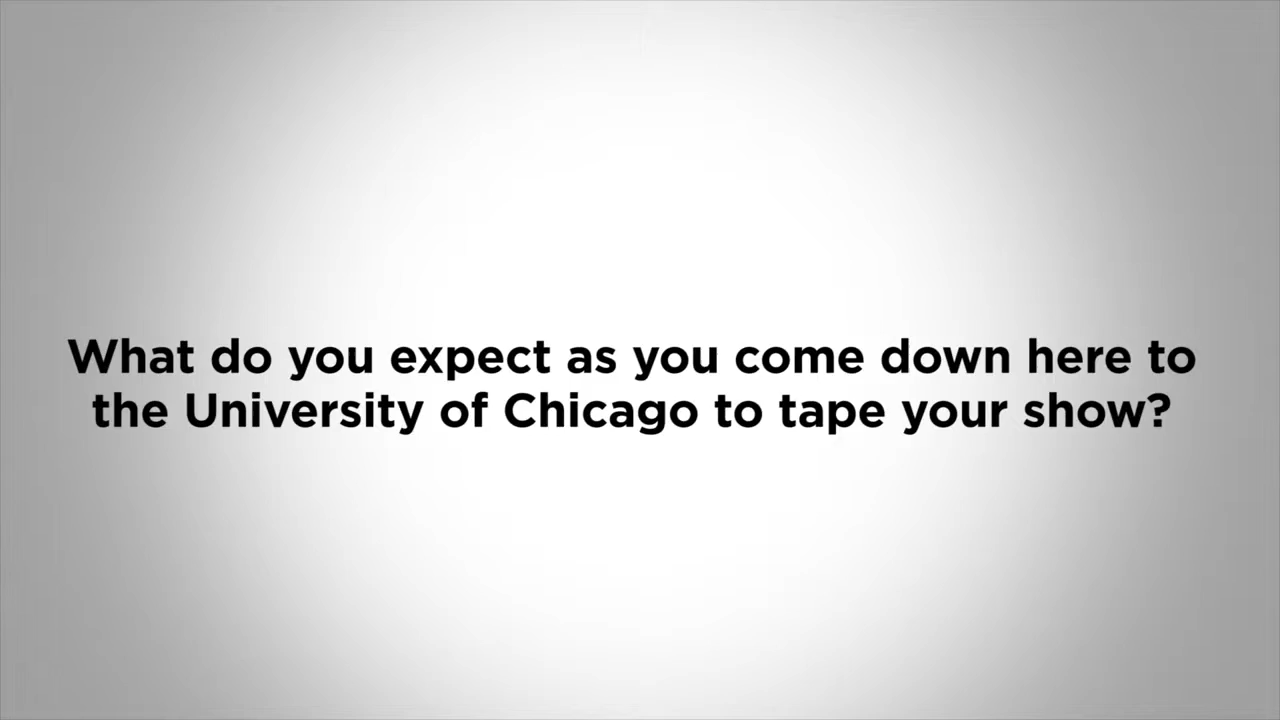 What do you expect as you come down here to
the University of Chicago to tape your show?